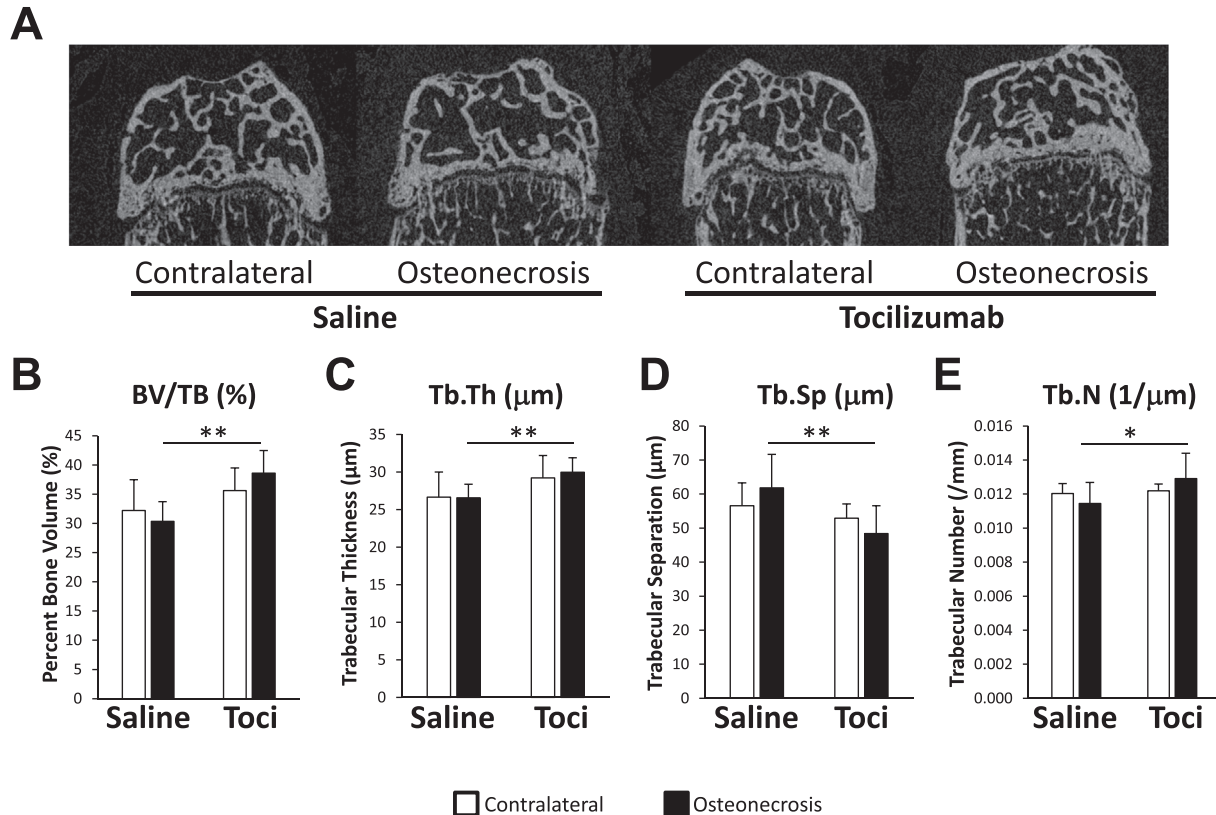 A
Contralateral
Osteonecrosis
Contralateral
Osteonecrosis
Saline
Tocilizumab
B
BV/TB (%)
Percent Bone Volume (%)
45
40
35
30
25
20
15
10
5
0
**
Saline
Toci
C
Tb.Th (μm)
Trabecular Thickness (μm)
35
30
25
20
15
10
5
0
**
Saline
Toci
D
Tb.Sp (μm)
Trabecular Separation (μm)
80
70
60
50
40
30
20
10
0
**
Saline
Toci
E
Tb.N (1/μm)
Trabecular Number (/mm)
0.016
0.014
0.012
0.010
0.008
0.006
0.004
0.002
0.000
*
Saline
Toci
Contralateral
Osteonecrosis